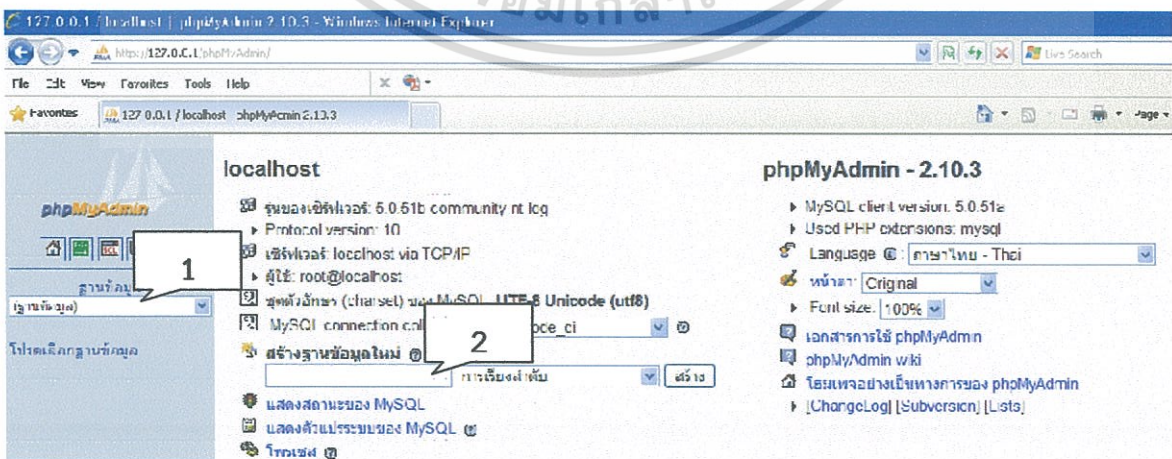 127.0.0.1 / localhost | phpMyAdmin 2.10.3 - Windows Internet Explorer
http://127.0.0.1/phpMyAdmin/
Live Search
File Edit View Favorites Tools Help
Favorites 127.0.0.1 / localhost phpMyAdmin 2.10.3
Page
phpMyAdmin
1
ฐานข้อมูล
(ฐานข้อมูล)
โปรดเลือกฐานข้อมูล
localhost
รุ่นของเซิร์ฟเวอร์: 5.0.51b community nt log
Protocol version: 10
เซิร์ฟเวอร์: localhost via TCP/IP
ผู้ใช้: root@localhost
ชุดตัวอักษร (charset) ของ MySQL UTF-8 Unicode (utf8)
MySQL connection
2
สร้างฐานข้อมูลใหม่
การเรียงลำดับ
สร้าง
แสดงสถานะของ MySQL
แสดงตัวแปรระบบของ MySQL
โพรเซส
phpMyAdmin - 2.10.3
MySQL client version: 5.0.51a
Used PHP extensions: mysql
Language : ภาษาไทย - Thai
หน้าตา: Original
Font size: 100%
เอกสารการใช้ phpMyAdmin
phpMyAdmin wiki
โฮมเพจอย่างเป็นทางการของ phpMyAdmin
[ChangeLog] [Subversion] [Lists]